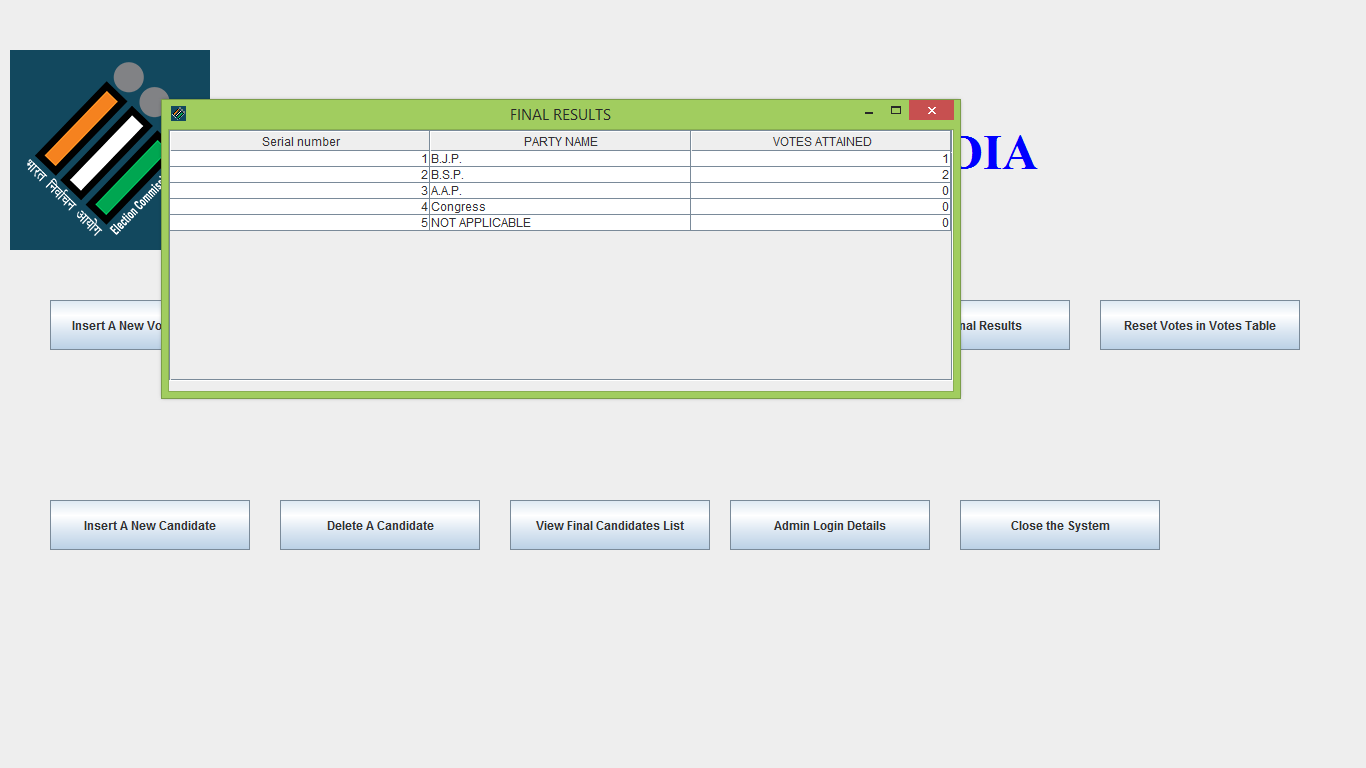 DIA
भारत निर्वाचन आयोग
Election Commissi
FINAL RESULTS
Serial number PARTY NAME VOTES ATTAINED
1 B.J.P. 1
2 B.S.P. 2
3 A.A.P. 0
4 Congress 0
5 NOT APPLICABLE 0
Insert A New Vo
nal Results
Reset Votes in Votes Table
Insert A New Candidate
Delete A Candidate
View Final Candidates List
Admin Login Details
Close the System